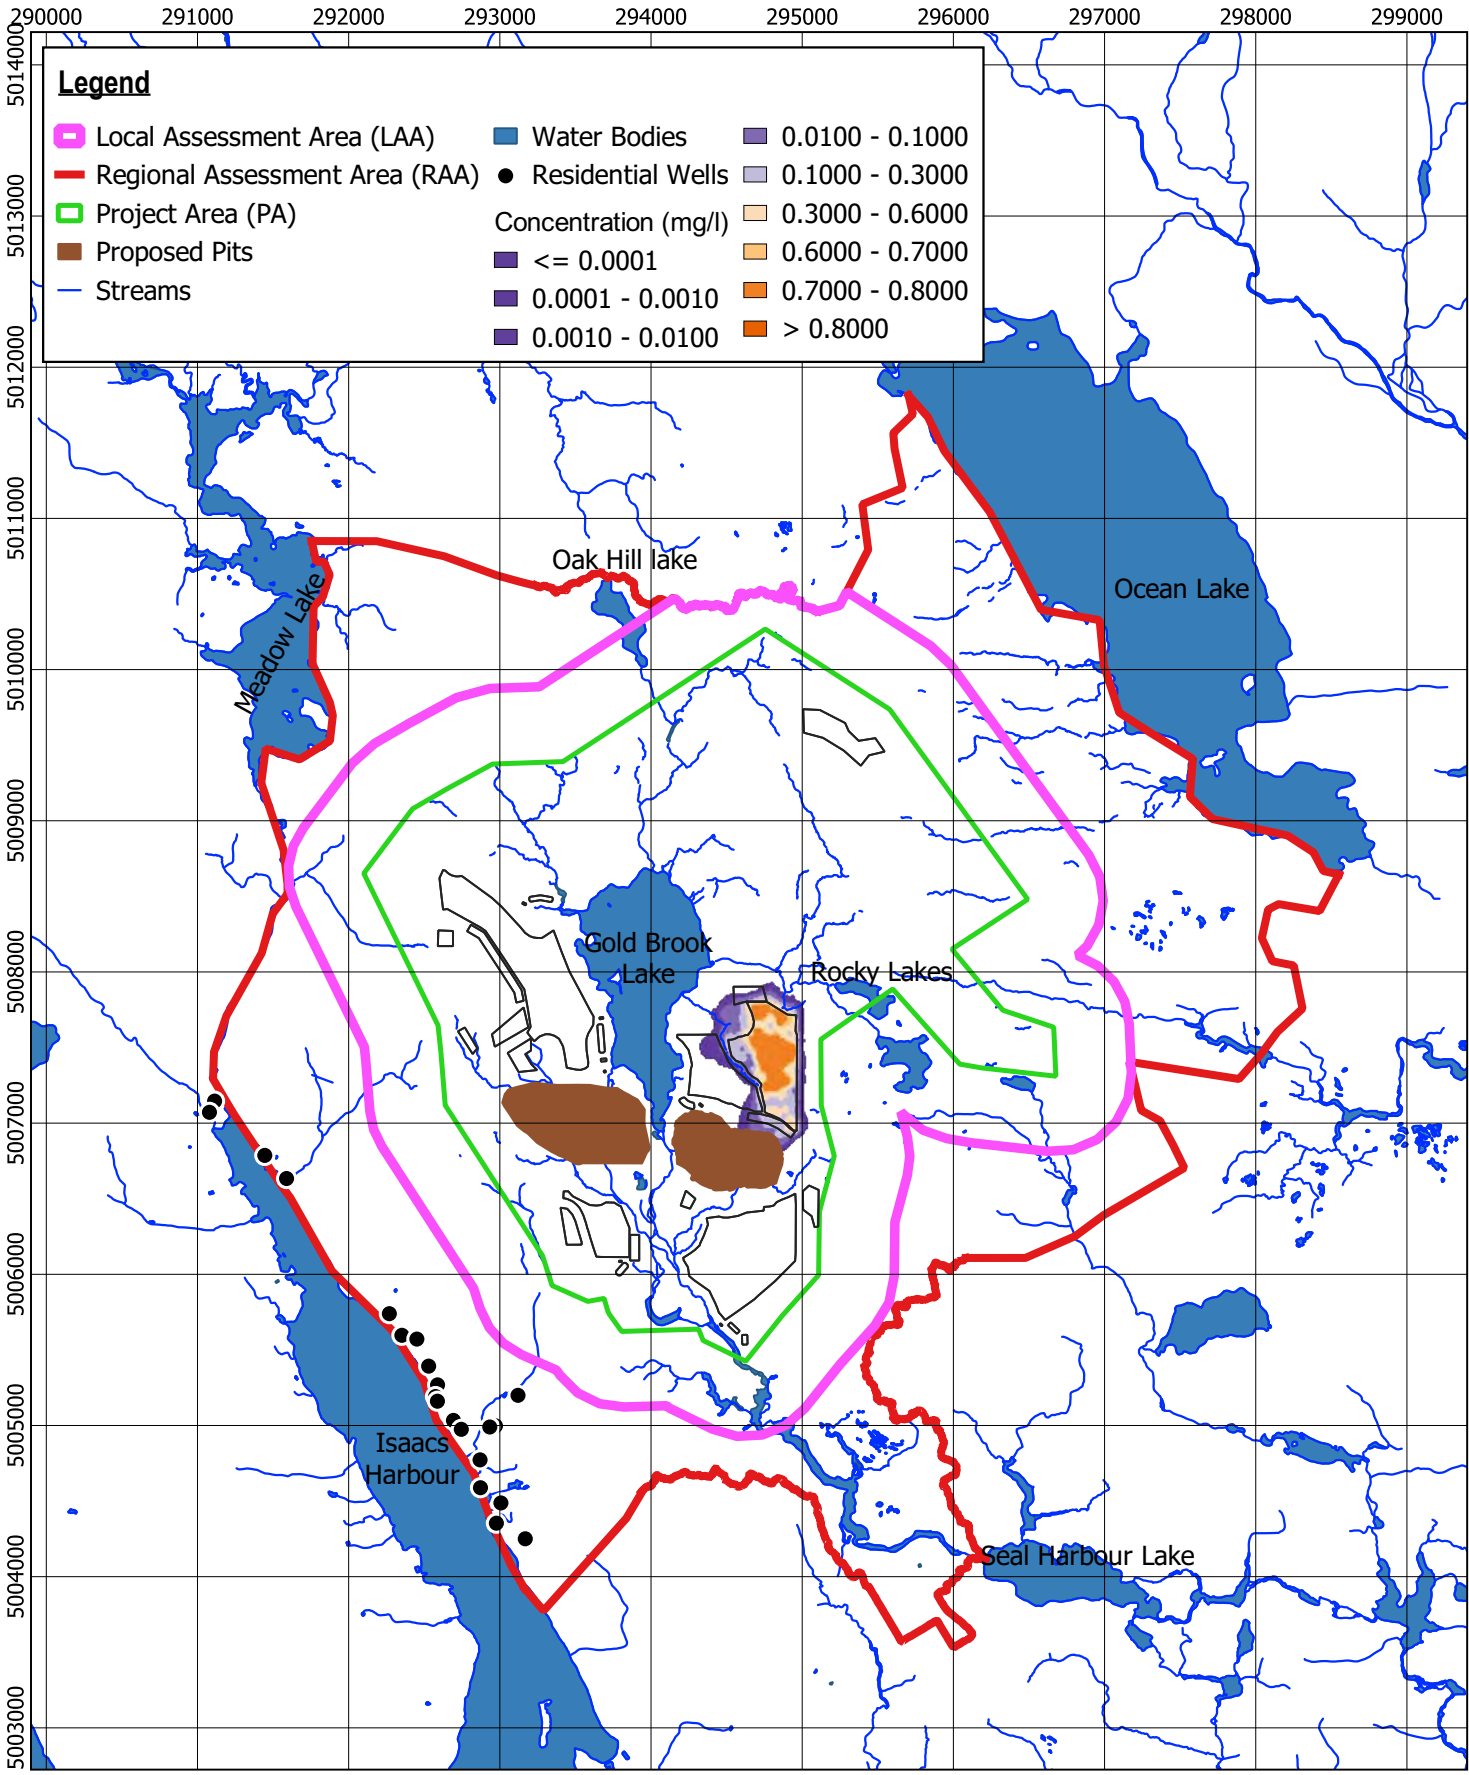 290000 291000 292000 293000 294000 295000 296000 297000 298000 299000
5014000
5013000
5012000
5011000
5010000
5009000
5008000
5007000
5006000
5005000
5004000
5003000
Legend
Local Assessment Area (LAA)
Regional Assessment Area (RAA)
Project Area (PA)
Proposed Pits
Streams
Water Bodies
Residential Wells
Concentration (mg/l)
<= 0.0001
0.0001 - 0.0010
0.0010 - 0.0100
0.0100 - 0.1000
0.1000 - 0.3000
0.3000 - 0.6000
0.6000 - 0.7000
0.7000 - 0.8000
> 0.8000
Oak Hill lake
Ocean Lake
Meadow Lake
Gold Brook
Lake
Rocky Lakes
Isaacs
Harbour
Seal Harbour Lake